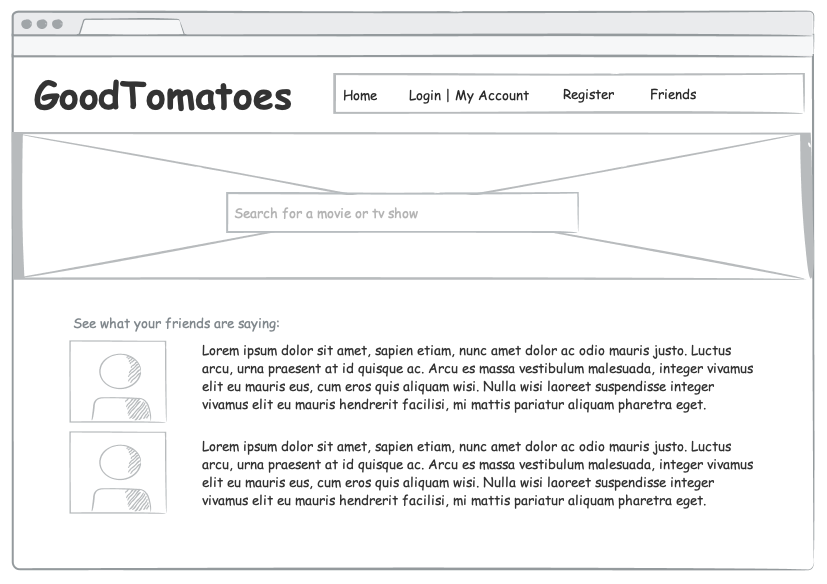 GoodTomatoes
Home Login | My Account Register Friends
Search for a movie or tv show
See what your friends are saying:
Lorem ipsum dolor sit amet, sapien etiam, nunc amet dolor ac odio mauris justo. Luctus
arcu, urna praesent at id quisque ac. Arcu es massa vestibulum malesuada, integer vivamus
elit eu mauris eus, cum eros quis aliquam wisi. Nulla wisi laoreet suspendisse integer
vivamus elit eu mauris hendrerit facilisi, mi mattis pariatur aliquam pharetra eget.
Lorem ipsum dolor sit amet, sapien etiam, nunc amet dolor ac odio mauris justo. Luctus
arcu, urna praesent at id quisque ac. Arcu es massa vestibulum malesuada, integer vivamus
elit eu mauris eus, cum eros quis aliquam wisi. Nulla wisi laoreet suspendisse integer
vivamus elit eu mauris hendrerit facilisi, mi mattis pariatur aliquam pharetra eget.